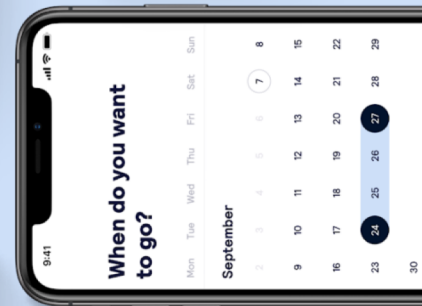 9:41
When do you want
to go?
Mon Tue Wed Thu Fri Sat Sun
September
2 3 4 5 6 7 8
9 10 11 12 13 14 15
16 17 18 19 20 21 22
23 24 25 26 27 28 29
30